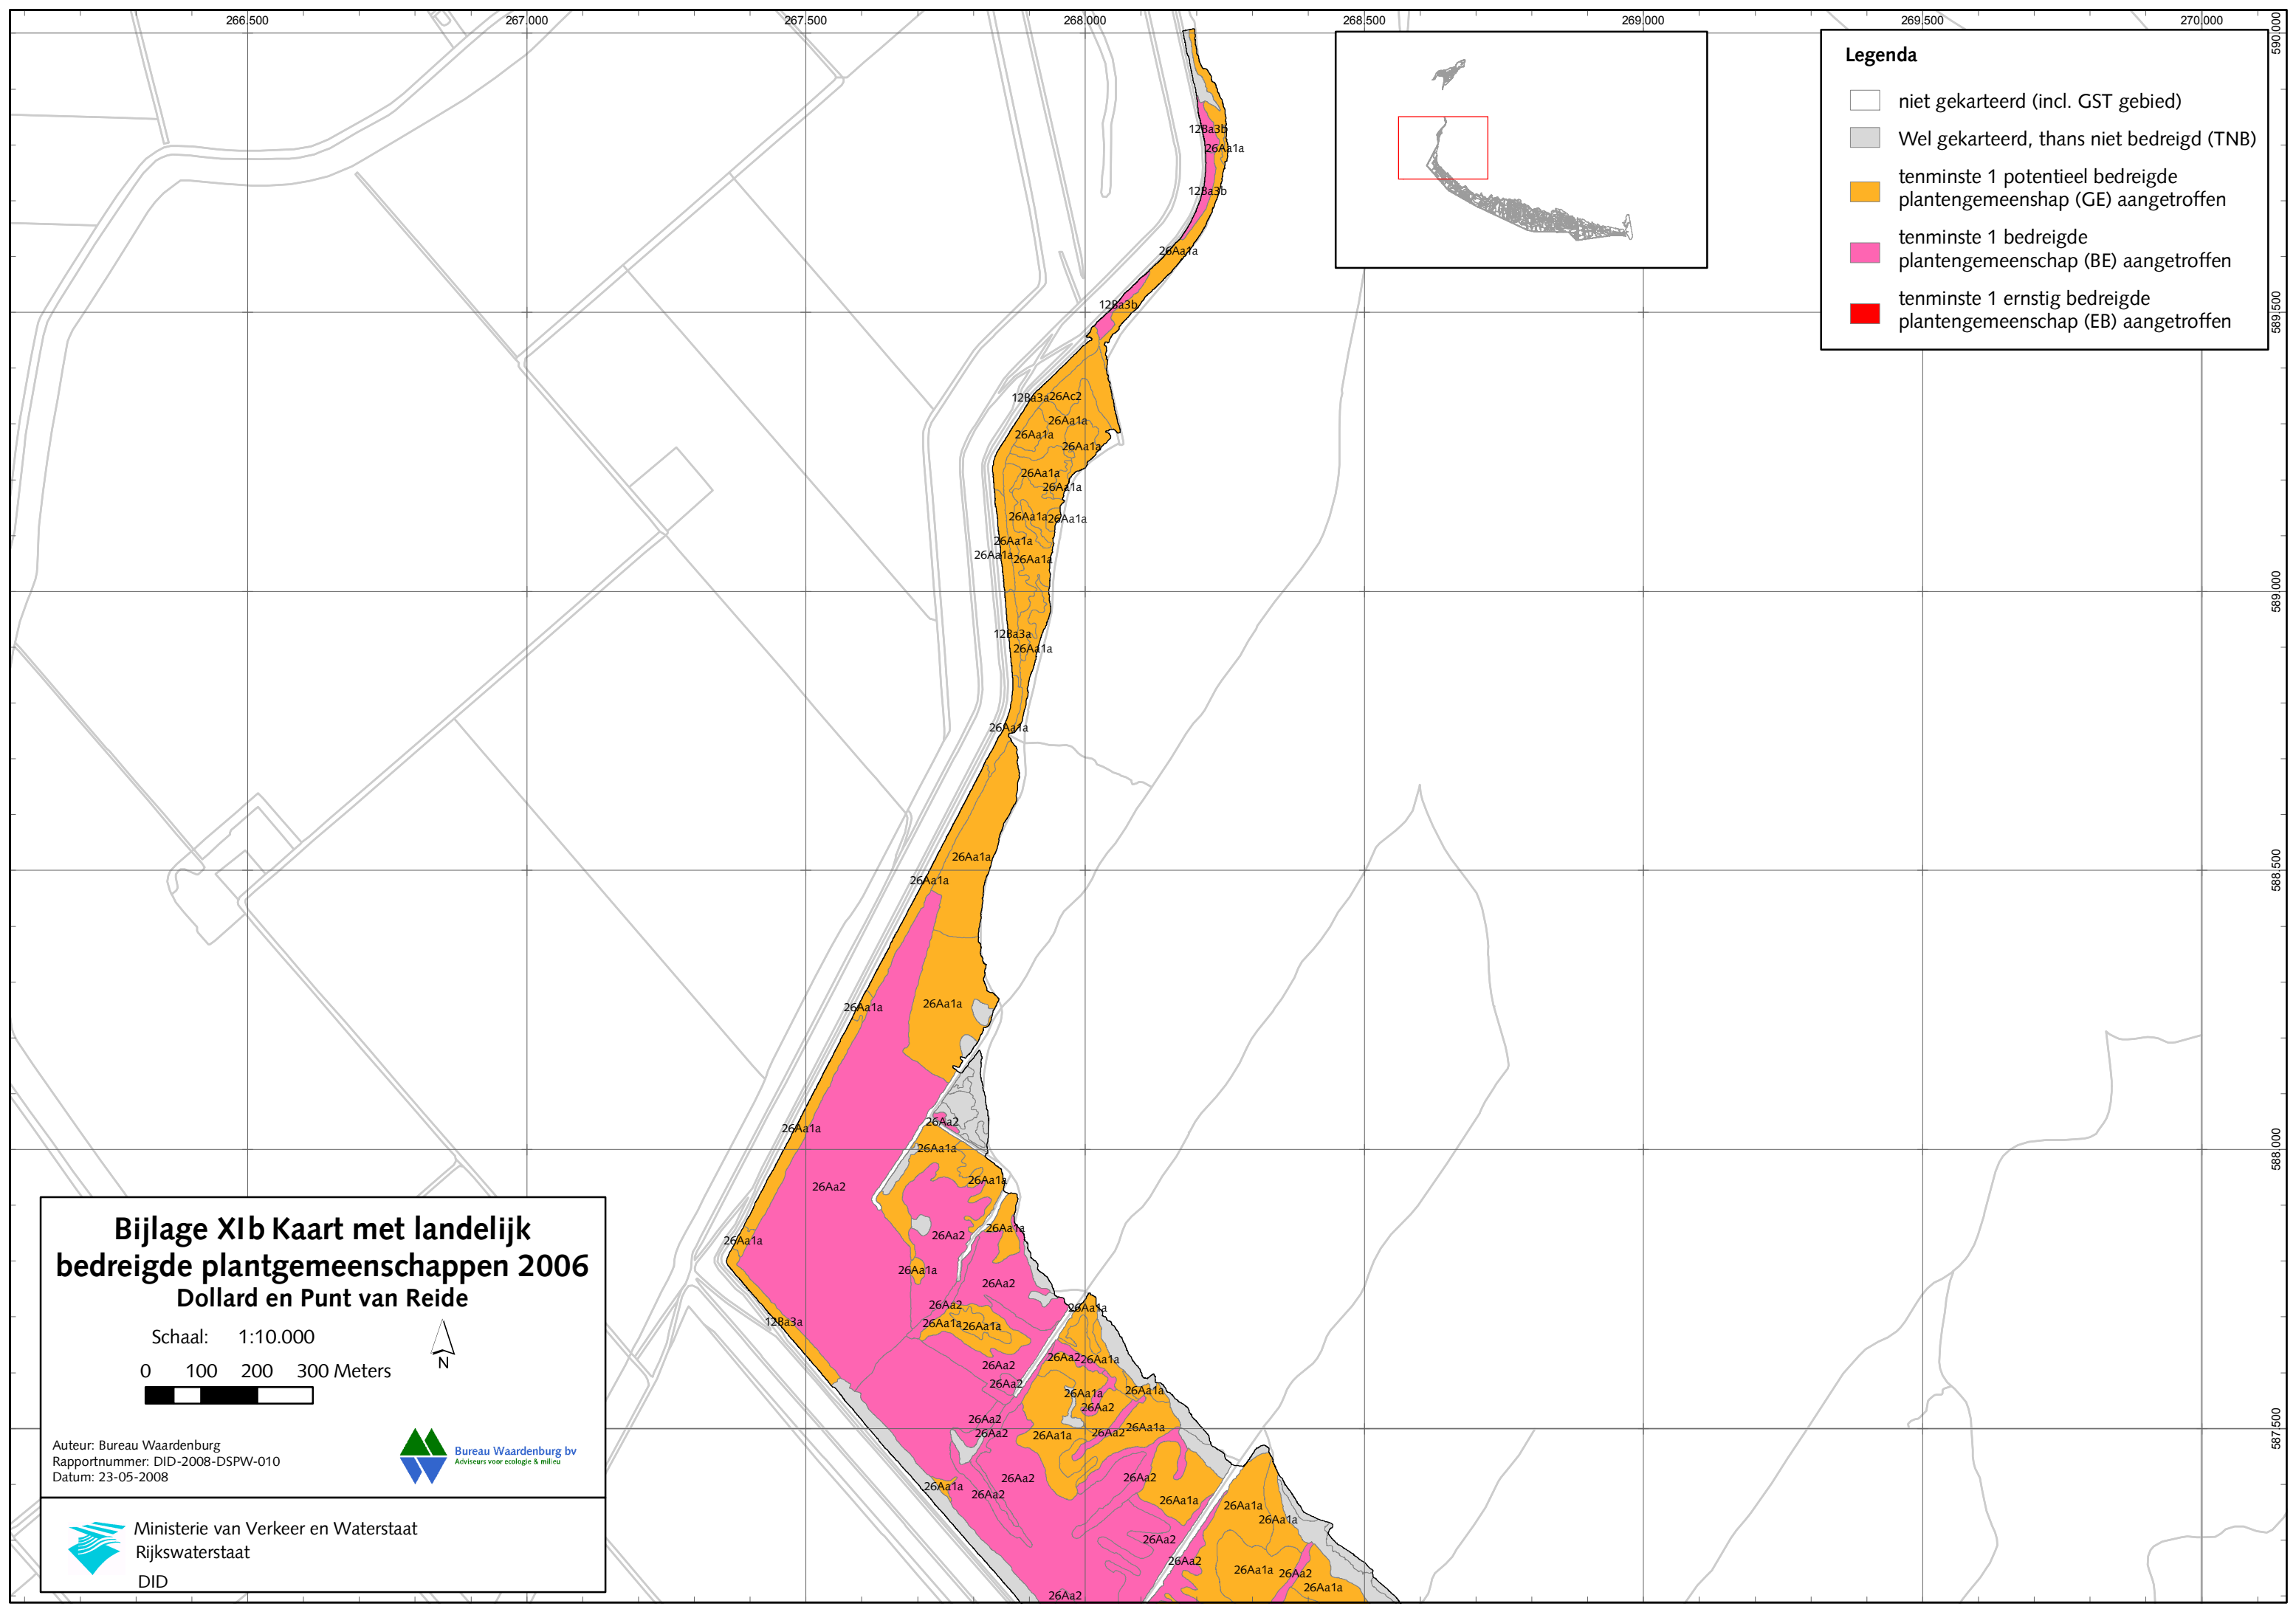 266.500 267.000 267.500 268.000 268.500 269.000 269.500 270.000
590.000
589.500
589.000
588.500
588.000
587.500
Legenda
niet gekarteerd (incl. GST gebied)
Wel gekarteerd, thans niet bedreigd (TNB)
tenminste 1 potentieel bedreigde
plantengemeenshap (GE) aangetroffen
tenminste 1 bedreigde
plantengemeenschap (BE) aangetroffen
tenminste 1 ernstig bedreigde
plantengemeenschap (EB) aangetroffen
12Ba3b
26Aa1a
12Ba3b
26Aa1a
12Ba3b
12Ba3a 26Ac2
26Aa1a
26Aa1a
26Aa1a
26Aa1a
26Aa1a
26Aa1a 26Aa1a
26Aa1a
26Aa1a 26Aa1a
12Ba3a
26Aa1a
26Aa1a
26Aa1a
26Aa1a
26Aa1a
26Aa1a
26Aa2
26Aa1a
26Aa1a
26Aa1a
26Aa2
26Aa1a
26Aa2
26Aa1a
26Aa1a
26Aa2
26Aa2
26Aa1a
12Ba3a
26Aa1a 26Aa1a
26Aa2 26Aa1a
26Aa2
26Aa2
26Aa1a
26Aa1a
26Aa2
26Aa2
26Aa1a
26Aa2
26Aa2
26Aa1a
26Aa2
26Aa2
26Aa1a
26Aa2
26Aa1a
26Aa1a
26Aa1a
26Aa2
26Aa2
26Aa1a
26Aa2
26Aa1a
26Aa2
Bijlage XIb Kaart met landelijk
bedreigde plantgemeenschappen 2006
Dollard en Punt van Reide
Schaal: 1:10.000
0 100 200 300 Meters
N
Auteur: Bureau Waardenburg
Rapportnummer: DID-2008-DSPW-010
Datum: 23-05-2008
Bureau Waardenburg bv
Adviseurs voor ecologie & milieu
Ministerie van Verkeer en Waterstaat
Rijkswaterstaat
DID